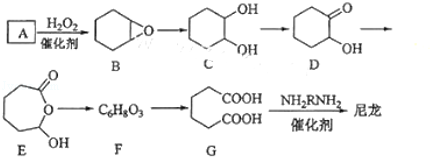 A H₂O₂ 催化剂 O OH OH O OH
B C D
O O OH C₆H₈O₃ COOH COOH NH₂RNH₂ 催化剂 尼龙
E F G